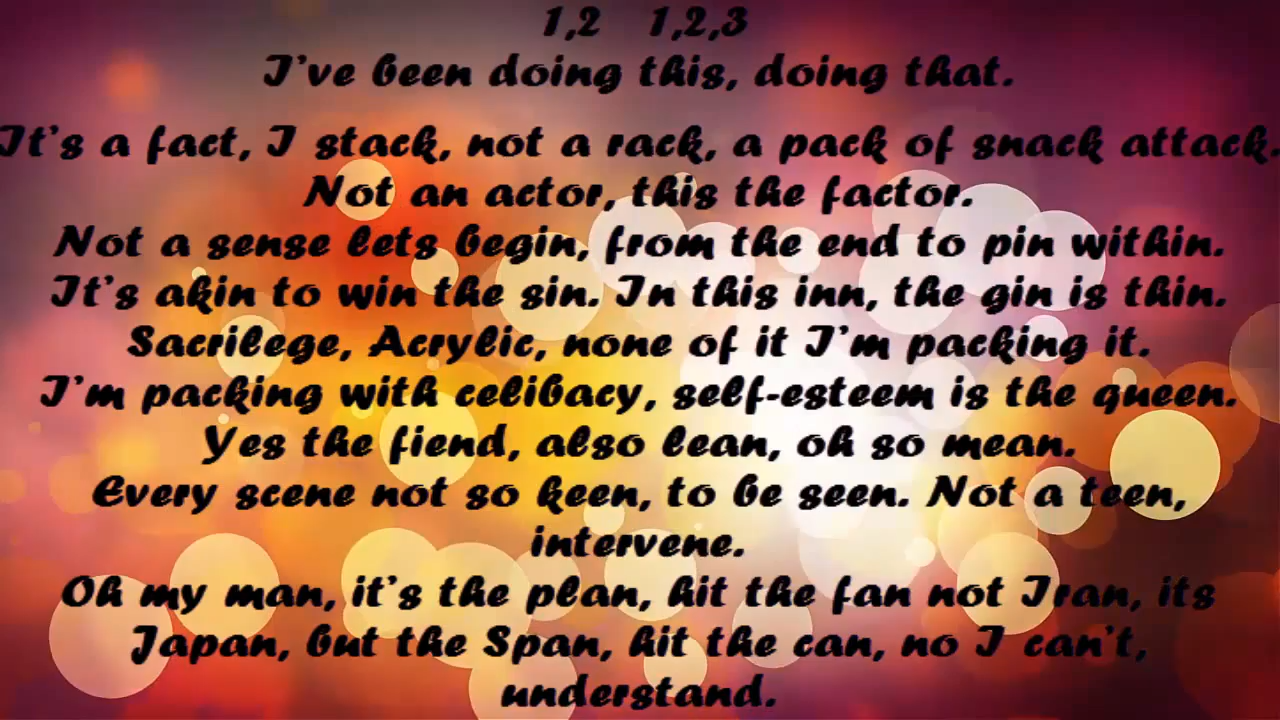 1,2 1,2,3
I've been doing this, doing that.
It's a fact, I stack, not a rack, a pack of snack attack.
Not an actor, this the factor.
Not a sense lets begin, from the end to pin within.
It's akin to win the sin. In this inn, the gin is thin.
Sacrilege, Acrylic, none of it I'm packing it.
I'm packing with celibacy, self-esteem is the queen.
Yes the fiend, also lean, oh so mean.
Every scene not so keen, to be seen. Not a teen,
intervene.
Oh my man, it's the plan, hit the fan not Iran, its
Japan, but the Span, hit the can, no I can't,
understand.